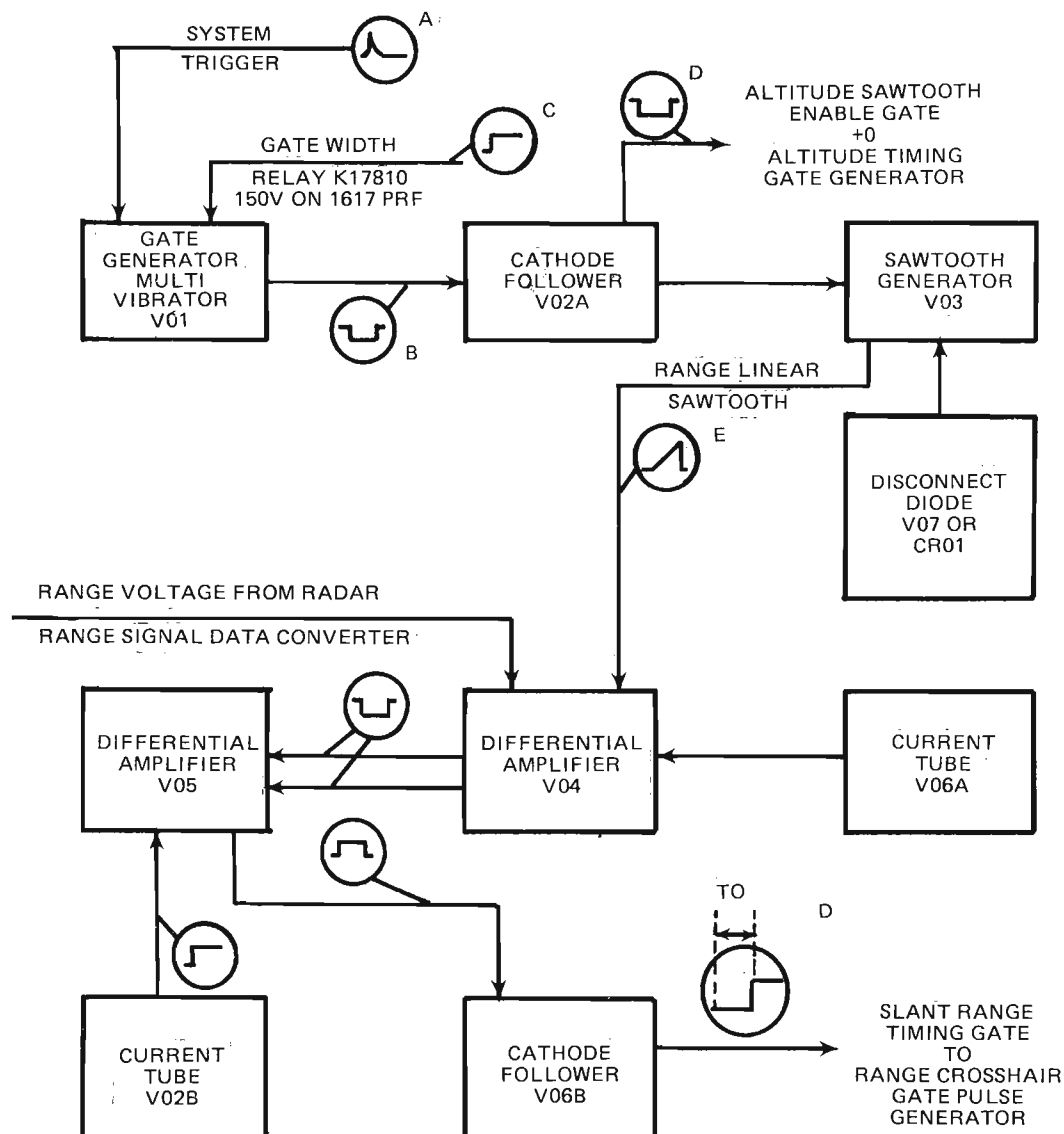 A
SYSTEM
TRIGGER
D
ALTITUDE SAWTOOTH
ENABLE GATE
+0
ALTITUDE TIMING
GATE GENERATOR
C
GATE WIDTH
RELAY K17810
150V ON 1617 PRF
GATE
GENERATOR
MULTI
VIBRATOR
V01
B
CATHODE
FOLLOWER
V02A
SAWTOOTH
GENERATOR
V03
RANGE LINEAR
SAWTOOTH
E
DISCONNECT
DIODE
V07 OR
CR01
RANGE VOLTAGE FROM RADAR
RANGE SIGNAL DATA CONVERTER
DIFFERENTIAL
AMPLIFIER
V05
DIFFERENTIAL
AMPLIFIER
V04
CURRENT
TUBE
V06A
TO
D
CURRENT
TUBE
V02B
CATHODE
FOLLOWER
V06B
SLANT RANGE
TIMING GATE
TO
RANGE CROSSHAIR
GATE PULSE
GENERATOR